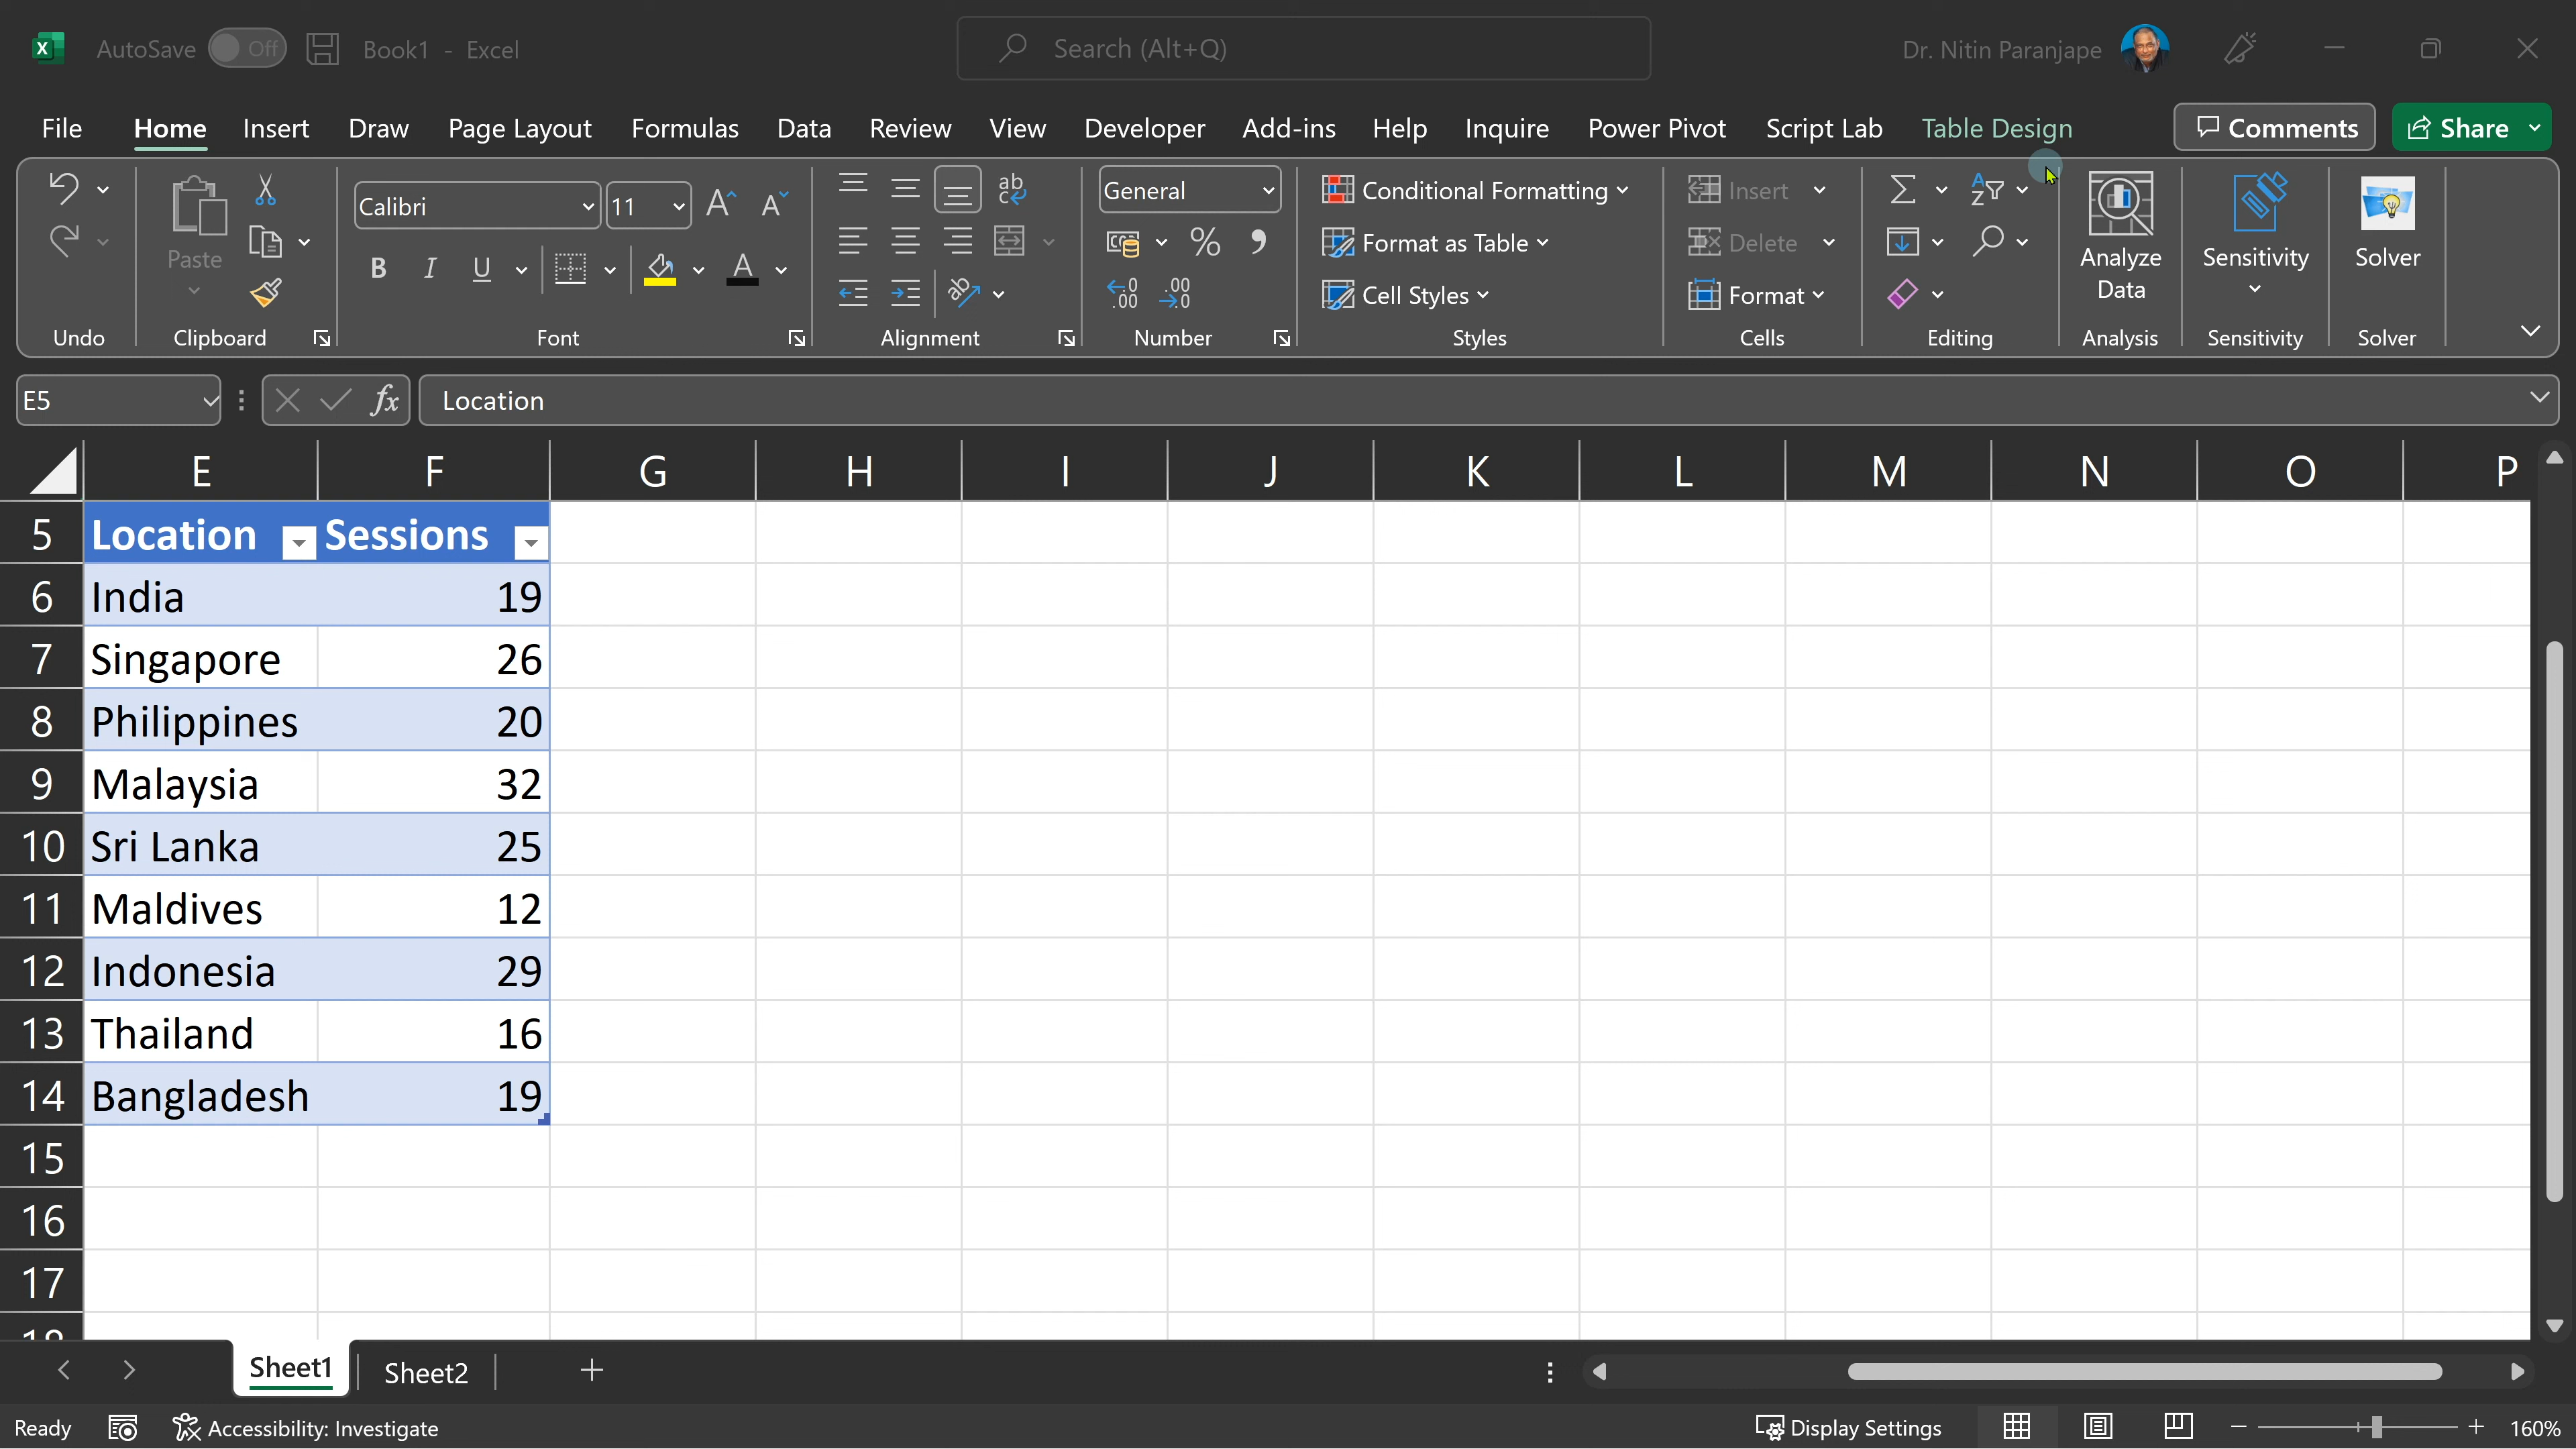 AutoSave Off Book1 - Excel Search (Alt+Q) Dr. Nitin Paranjape
File Home Insert Draw Page Layout Formulas Data Review View Developer Add-ins Help Inquire Power Pivot Script Lab Table Design Comments Share
Paste Calibri 11 General Conditional Formatting Insert
Format as Table Delete Analyze Data Sensitivity Solver
B I U Cell Styles Format
Undo Clipboard Font Alignment Number Styles Cells Editing Analysis Sensitivity Solver
E5 fx Location
E F G H I J K L M N O P
5 Location Sessions
6 India 19
7 Singapore 26
8 Philippines 20
9 Malaysia 32
10 Sri Lanka 25
11 Maldives 12
12 Indonesia 29
13 Thailand 16
14 Bangladesh 19
15
16
17
18
Sheet1 Sheet2
Ready Accessibility: Investigate Display Settings 160%